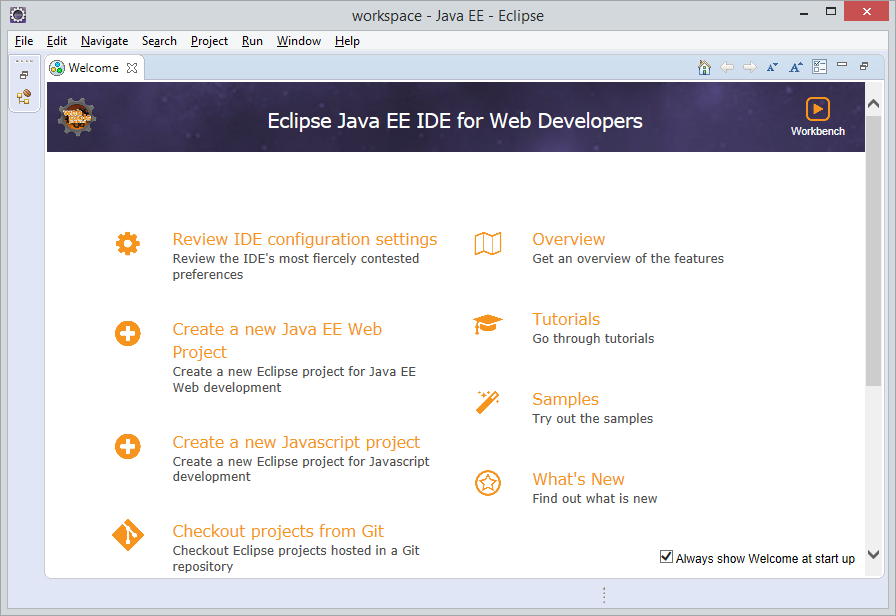 workspace - Java EE - Eclipse
File Edit Navigate Search Project Run Window Help
Welcome
Eclipse Java EE IDE for Web Developers
Workbench
Review IDE configuration settings
Review the IDE's most fiercely contested
preferences
Create a new Java EE Web
Project
Create a new Eclipse project for Java EE
Web development
Create a new Javascript project
Create a new Eclipse project for Javascript
development
Checkout projects from Git
Checkout Eclipse projects hosted in a Git
repository
Overview
Get an overview of the features
Tutorials
Go through tutorials
Samples
Try out the samples
What's New
Find out what is new
Always show Welcome at start up